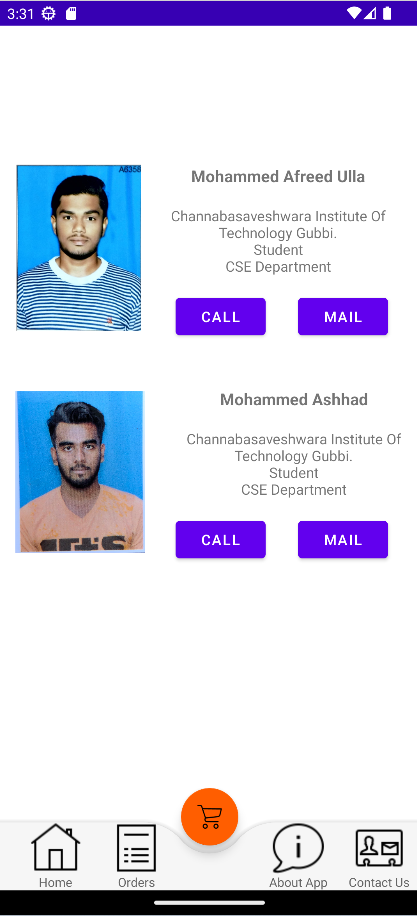 3:31
A6358
Mohammed Afreed Ulla
Channabasaveshwara Institute Of
Technology Gubbi.
Student
CSE Department
CALL MAIL
Mohammed Ashhad
Channabasaveshwara Institute Of
Technology Gubbi.
Student
CSE Department
CALL MAIL
Home Orders About App Contact Us